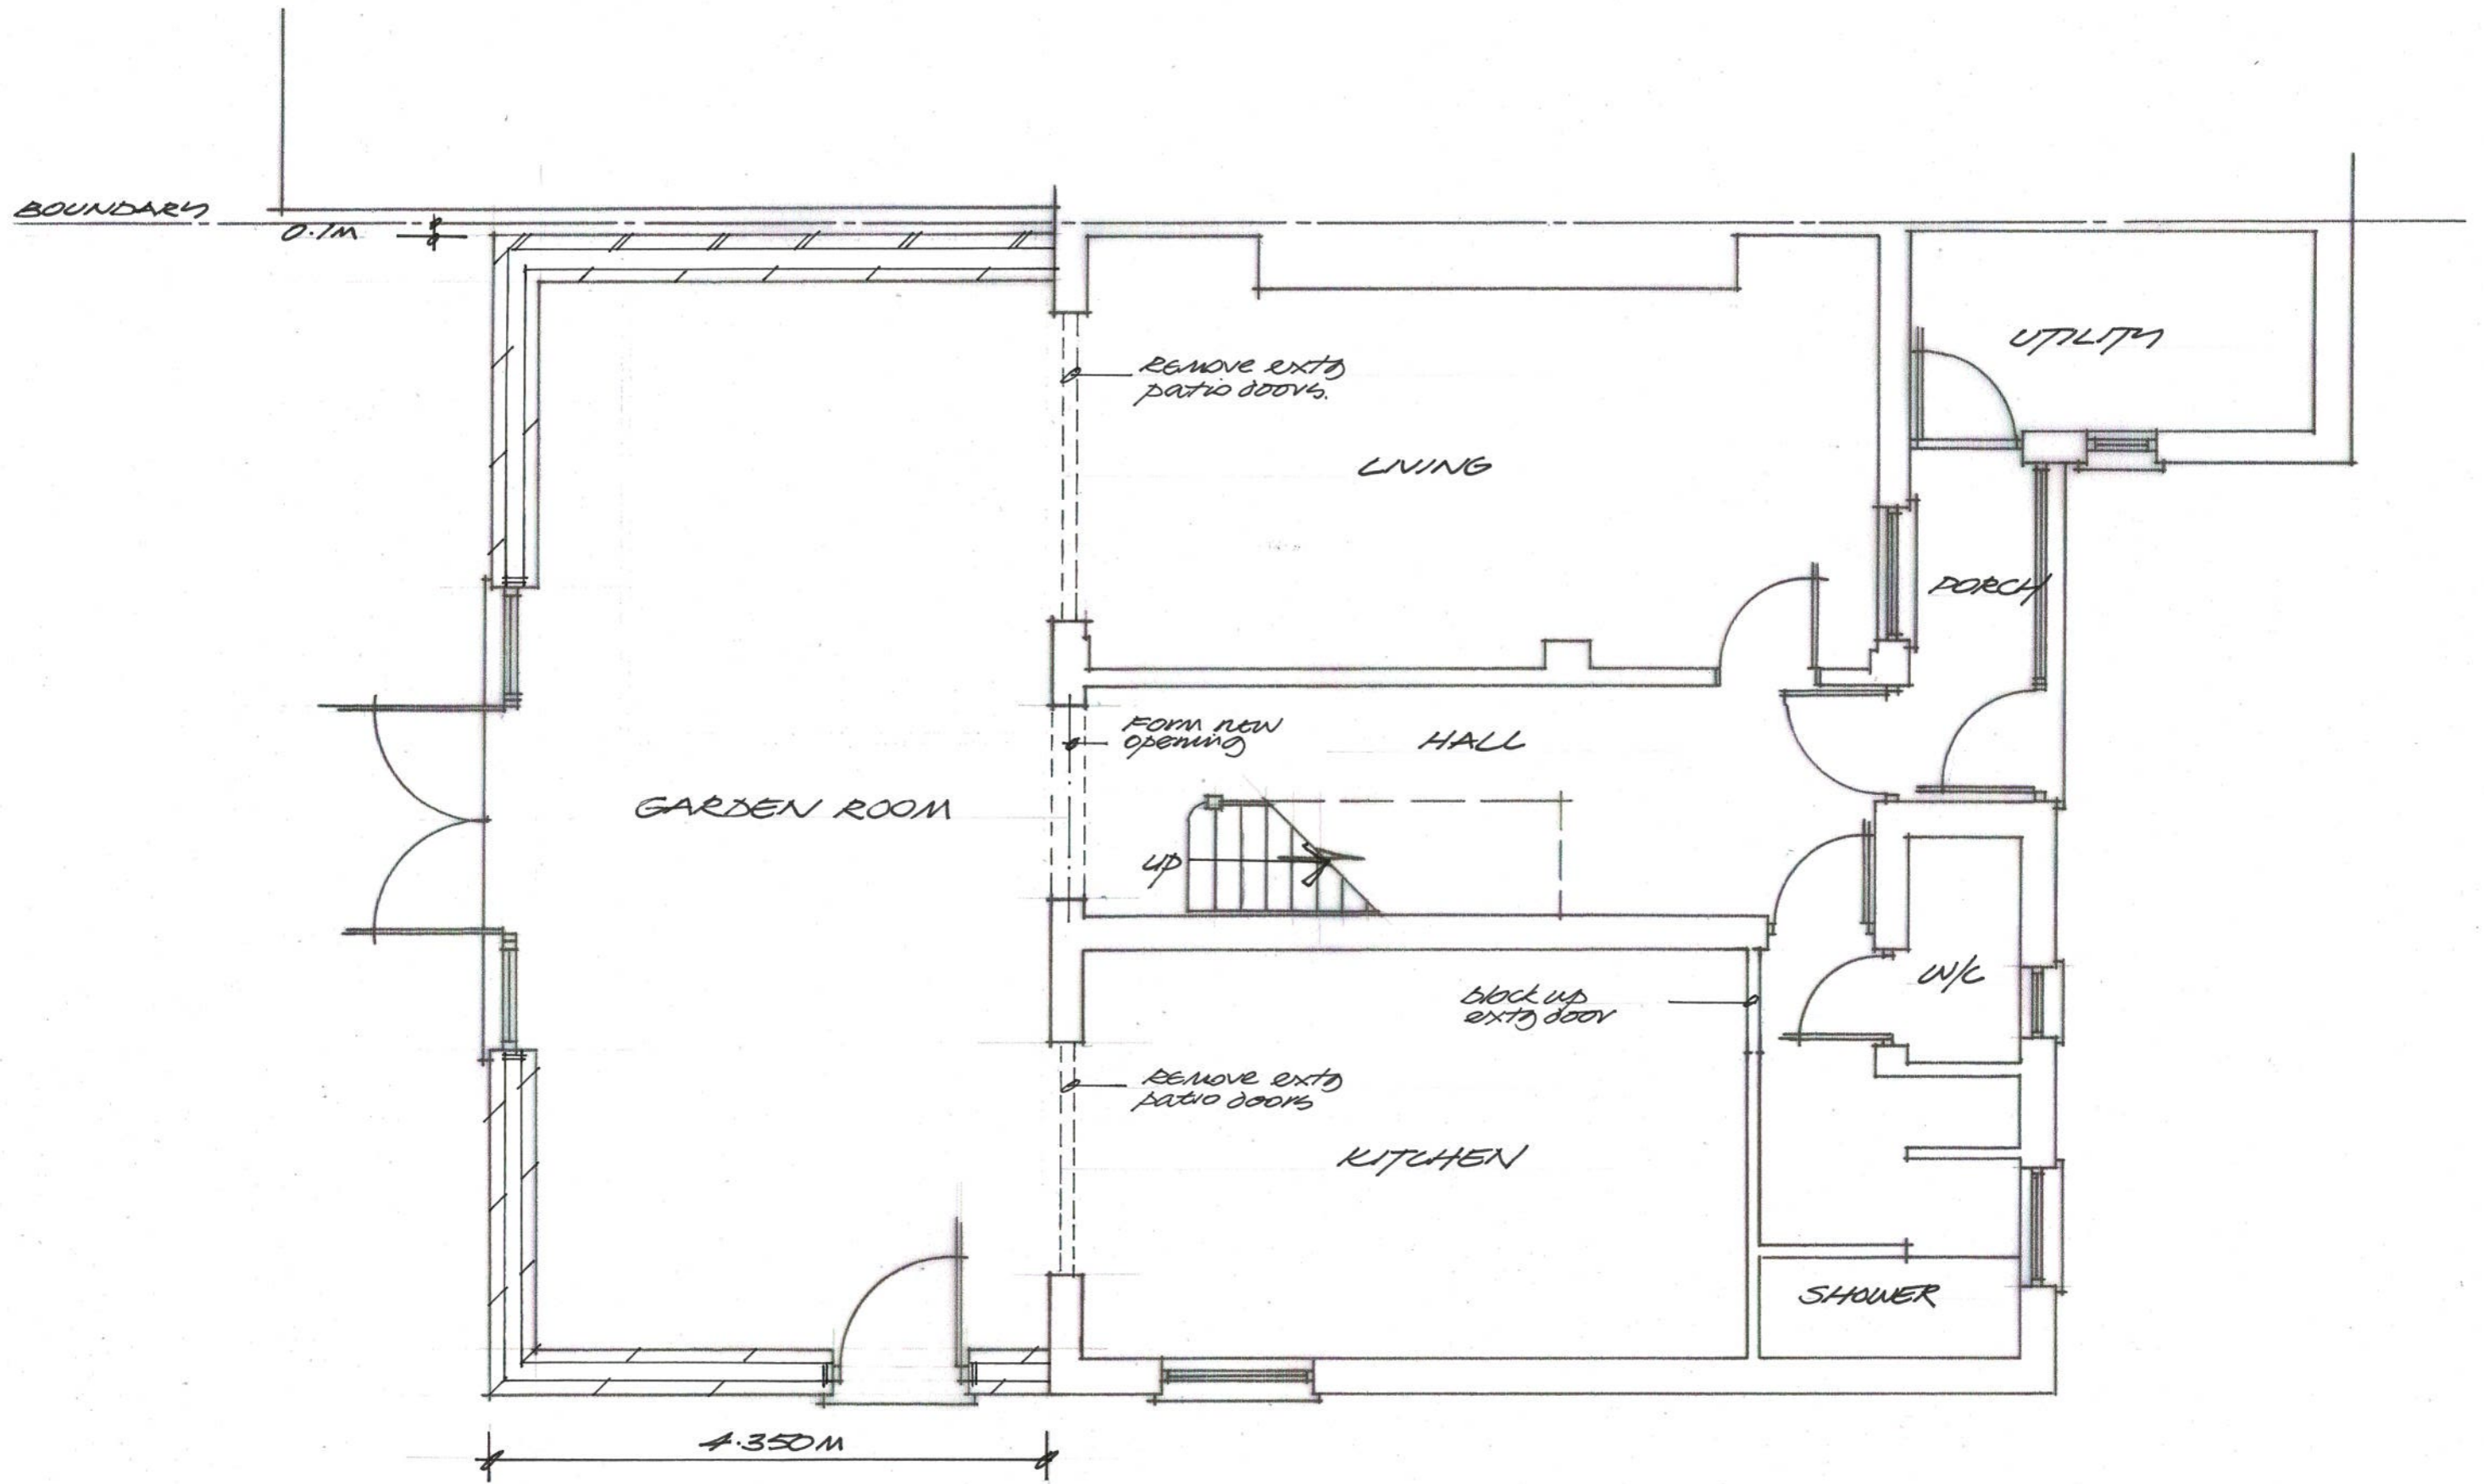 BOUNDARY
0.1M
UTILITY
REMOVE extg
patio doors.
LIVING
PORCH
FORM new
opening
HALL
GARDEN ROOM
UP
W/C
block up
extg door
REMOVE extg
patio doors
KITCHEN
SHOWER
4.350M